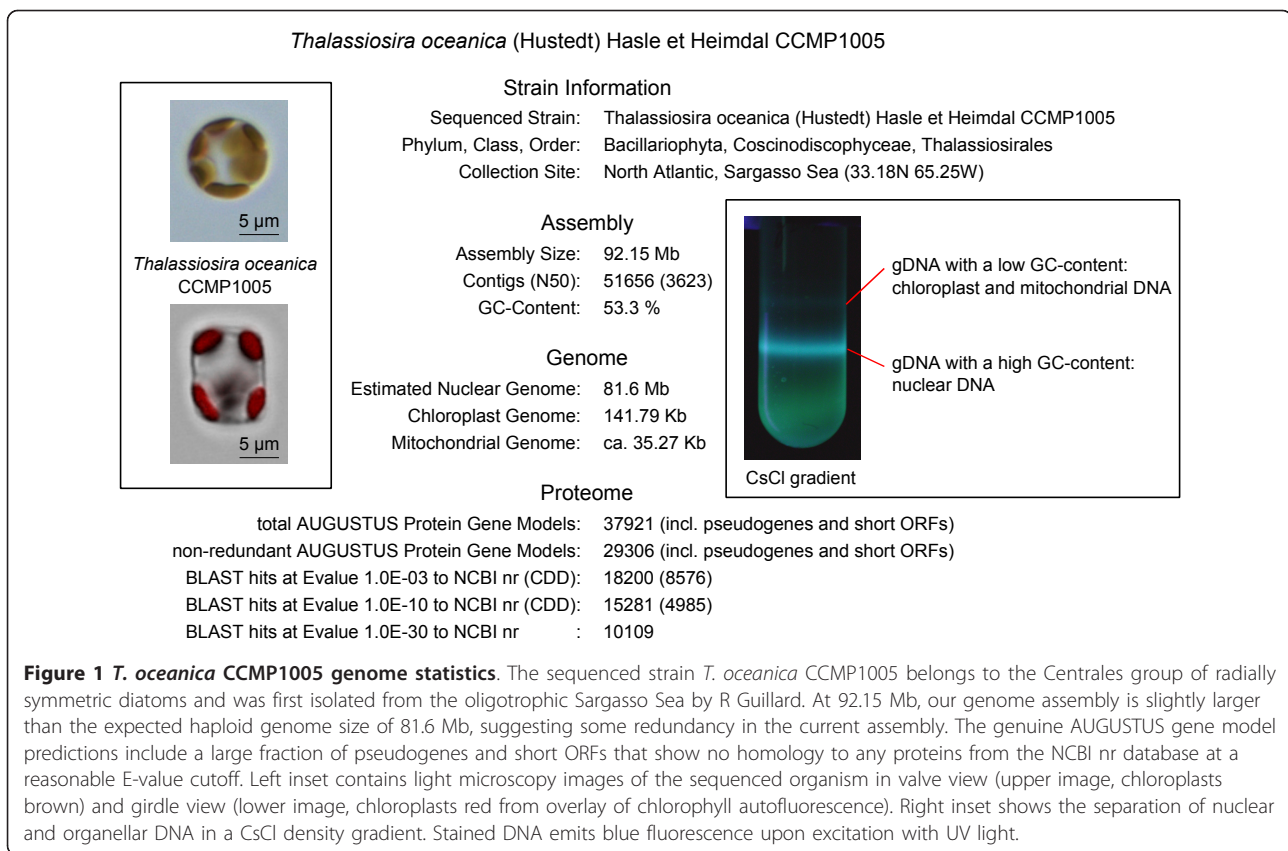 Thalassiosira oceanica (Hustedt) Hasle et Heimdal CCMP1005
5 µm
Thalassiosira oceanica
CCMP1005
5 µm
Strain Information
Sequenced Strain: Thalassiosira oceanica (Hustedt) Hasle et Heimdal CCMP1005
Phylum, Class, Order: Bacillariophyta, Coscinodiscophyceae, Thalassiosirales
Collection Site: North Atlantic, Sargasso Sea (33.18N 65.25W)
Assembly
Assembly Size: 92.15 Mb
Contigs (N50): 51656 (3623)
GC-Content: 53.3 %
Genome
Estimated Nuclear Genome: 81.6 Mb
Chloroplast Genome: 141.79 Kb
Mitochondrial Genome: ca. 35.27 Kb
gDNA with a low GC-content:
chloroplast and mitochondrial DNA
gDNA with a high GC-content:
nuclear DNA
CsCl gradient
Proteome
total AUGUSTUS Protein Gene Models: 37921 (incl. pseudogenes and short ORFs)
non-redundant AUGUSTUS Protein Gene Models: 29306 (incl. pseudogenes and short ORFs)
BLAST hits at Evalue 1.0E-03 to NCBI nr (CDD): 18200 (8576)
BLAST hits at Evalue 1.0E-10 to NCBI nr (CDD): 15281 (4985)
BLAST hits at Evalue 1.0E-30 to NCBI nr : 10109
Figure 1 T. oceanica CCMP1005 genome statistics. The sequenced strain T. oceanica CCMP1005 belongs to the Centrales group of radially
symmetric diatoms and was first isolated from the oligotrophic Sargasso Sea by R Guillard. At 92.15 Mb, our genome assembly is slightly larger
than the expected haploid genome size of 81.6 Mb, suggesting some redundancy in the current assembly. The genuine AUGUSTUS gene model
predictions include a large fraction of pseudogenes and short ORFs that show no homology to any proteins from the NCBI nr database at a
reasonable E-value cutoff. Left inset contains light microscopy images of the sequenced organism in valve view (upper image, chloroplasts
brown) and girdle view (lower image, chloroplasts red from overlay of chlorophyll autofluorescence). Right inset shows the separation of nuclear
and organellar DNA in a CsCl density gradient. Stained DNA emits blue fluorescence upon excitation with UV light.